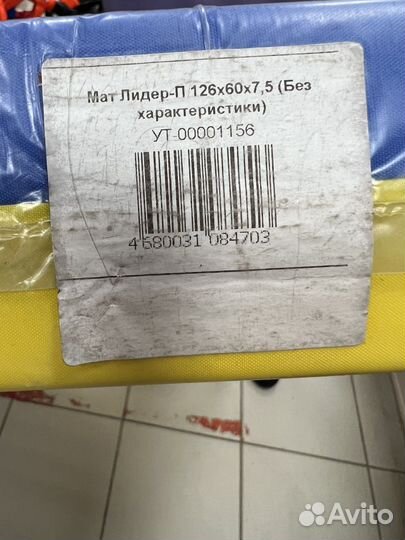 Мат Лидер-П 126х60х7,5 (Без
характеристики)
УТ-00001156
4 680031 084703
Avito